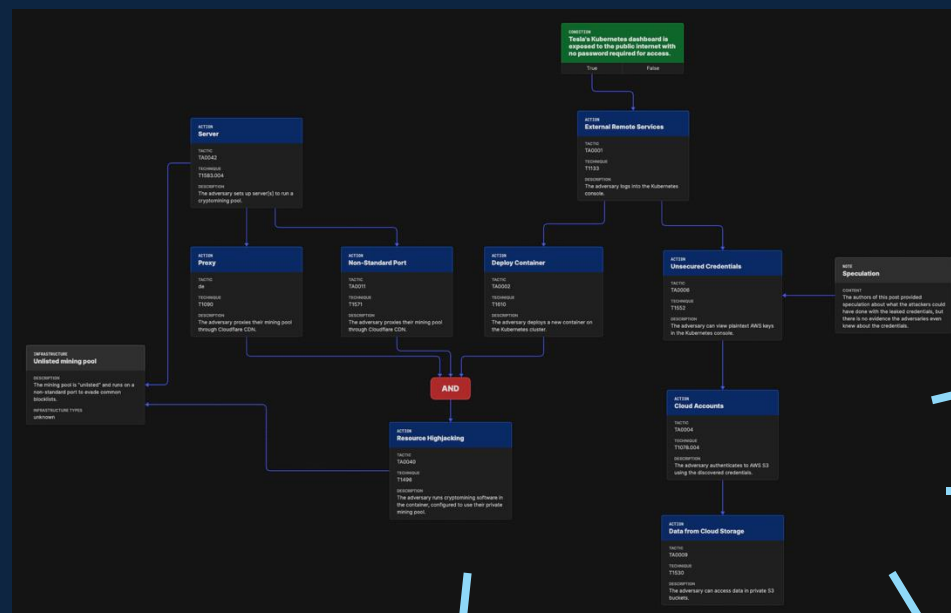 CONDITION
Tesla's Kubernetes dashboard is
exposed to the public internet with
no password required for access.
True False
ACTION
Server
TACTIC
TA0042
TECHNIQUE
T1583.004
DESCRIPTION
The adversary sets up server(s) to run a
cryptomining pool.
ACTION
External Remote Services
TACTIC
TA0001
TECHNIQUE
T1133
DESCRIPTION
The adversary logs into the Kubernetes
console.
ACTION
Proxy
TACTIC
de
TECHNIQUE
T1090
DESCRIPTION
The adversary proxies their mining pool
through Cloudflare CDN.
ACTION
Non-Standard Port
TACTIC
TA0011
TECHNIQUE
T1571
DESCRIPTION
The adversary proxies their mining pool
through Cloudflare CDN.
ACTION
Deploy Container
TACTIC
TA0002
TECHNIQUE
T1610
DESCRIPTION
The adversary deploys a new container on
the Kubernetes cluster.
ACTION
Unsecured Credentials
TACTIC
TA0006
TECHNIQUE
T1552
DESCRIPTION
The adversary can view plaintext AWS keys
in the Kubernetes console.
NOTE
Speculation
CONTENT
The authors of this post provided
speculation about what the attackers could
have done with the leaked credentials, but
there is no evidence the adversaries even
knew about the credentials.
INFRASTRUCTURE
Unlisted mining pool
DESCRIPTION
The mining pool is "unlisted" and runs on a
non-standard port to evade common
blocklists.
INFRASTRUCTURE TYPES
unknown
AND
ACTION
Resource Highjacking
TACTIC
TA0040
TECHNIQUE
T1496
DESCRIPTION
The adversary runs cryptomining software in
the container, configured to use their private
mining pool.
ACTION
Cloud Accounts
TACTIC
TA0004
TECHNIQUE
T1078.004
DESCRIPTION
The adversary authenticates to AWS S3
using the discovered credentials.
ACTION
Data from Cloud Storage
TACTIC
TA0009
TECHNIQUE
T1530
DESCRIPTION
The adversary can access data in private S3
buckets.